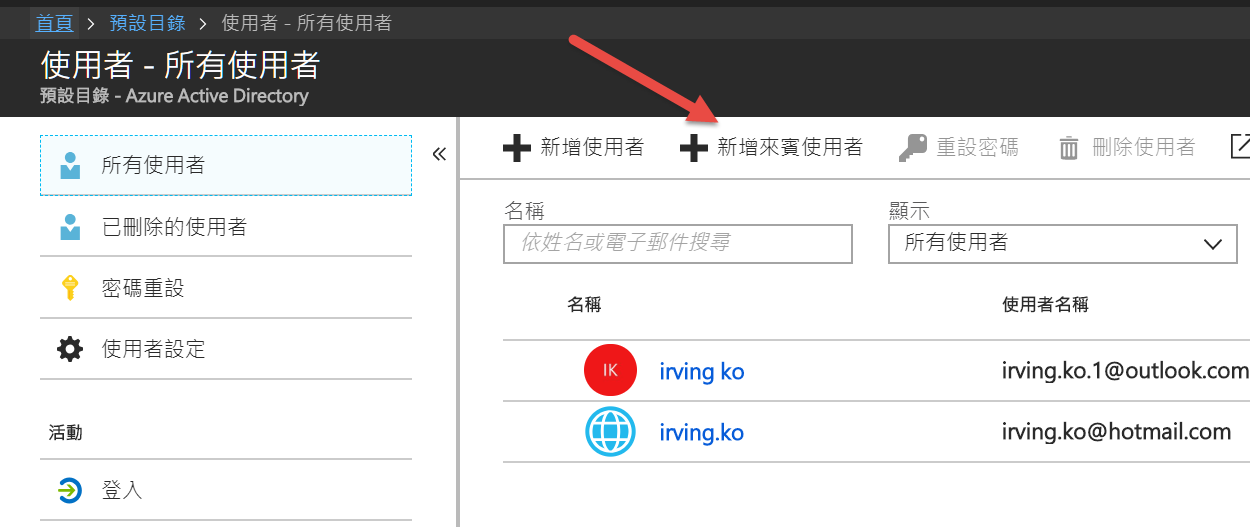 首頁 > 預設目錄 > 使用者 - 所有使用者
使用者 - 所有使用者
預設目錄 - Azure Active Directory
所有使用者
«
已刪除的使用者
密碼重設
使用者設定
活動
登入
新增使用者 新增來賓使用者 重設密碼 刪除使用者
名稱 顯示
依姓名或電子郵件搜尋 所有使用者
名稱 使用者名稱
IK irving ko irving.ko.1@outlook.com
irving.ko irving.ko@hotmail.com